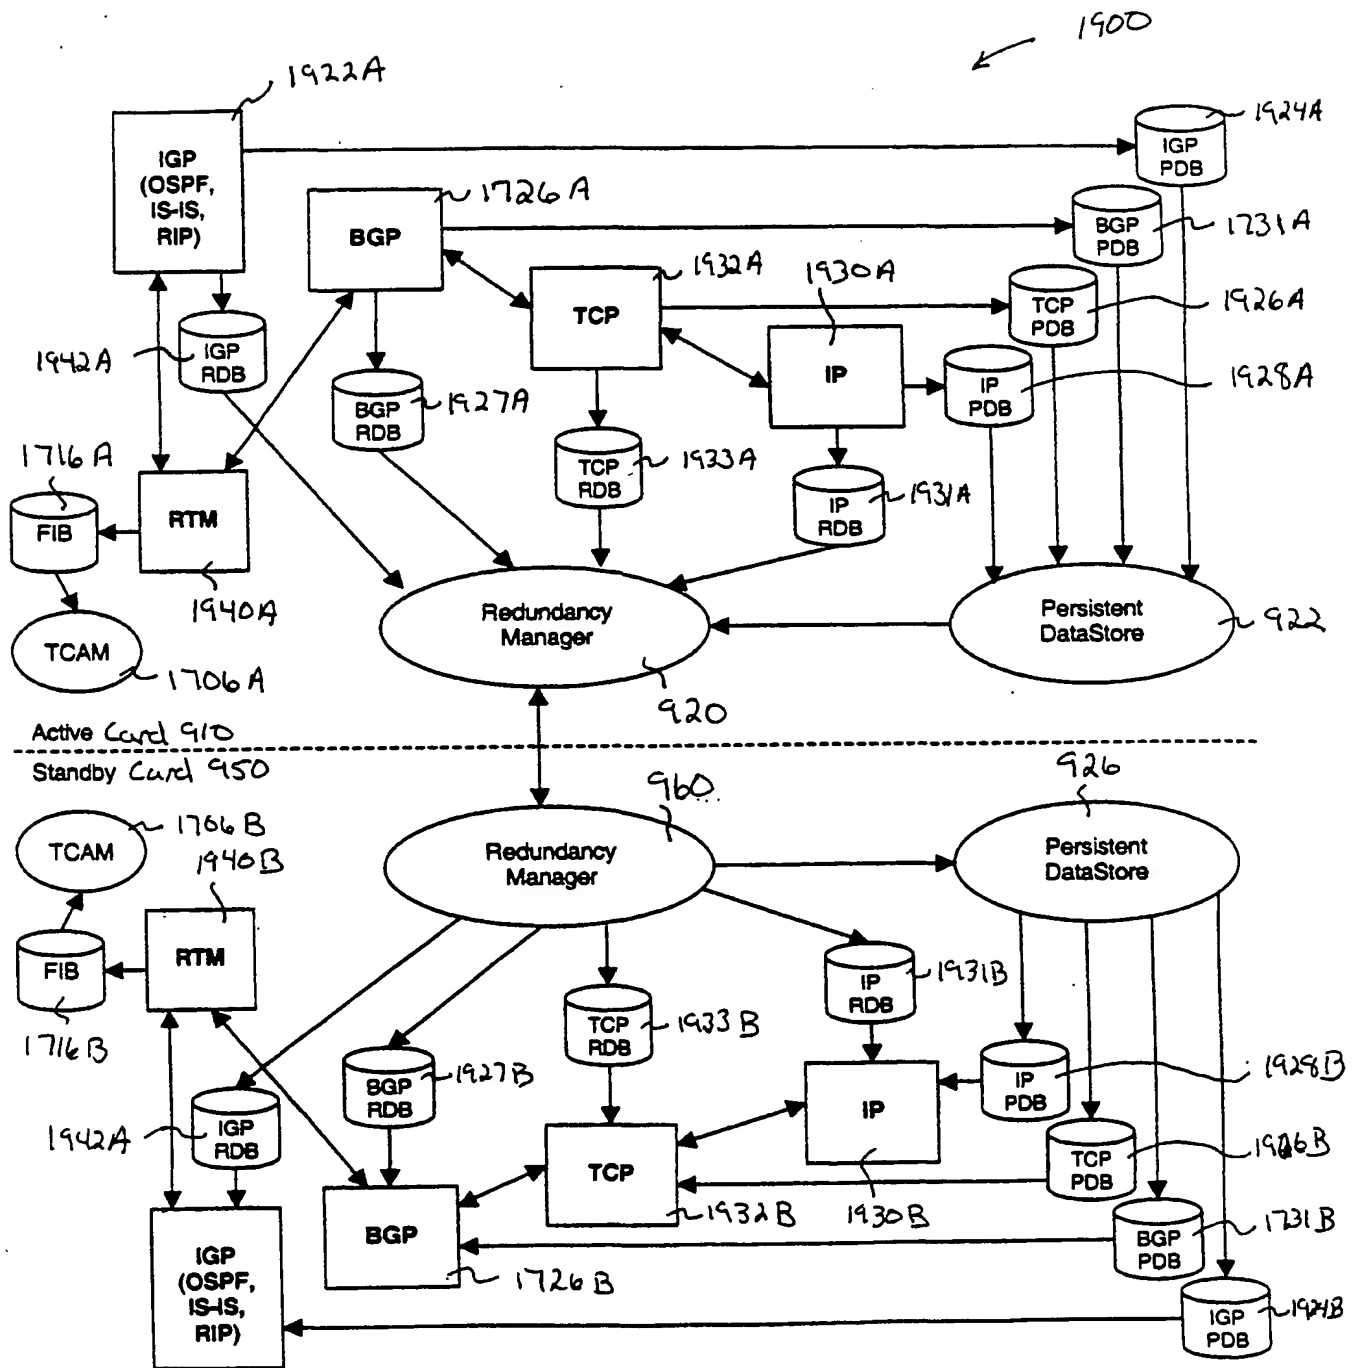 1900
1922A
1924A
IGP
(OSPF,
IS-IS,
RIP)
IGP
PDB
1726A
BGP
BGP
PDB
1731A
1932A
1930A
TCP
TCP
PDB
1926A
1942A
IGP
RDB
IP
IP
PDB
1928A
BGP
RDB
1927A
1716A
TCP
RDB
1933A
IP
RDB
1931A
FIB
RTM
1940A
Redundancy
Manager
Persistent
DataStore
922
TCAM
1706A
920
Active Card 910
Standby Card 950
960
926
1706B
TCAM
1940B
Redundancy
Manager
Persistent
DataStore
RTM
FIB
IP
RDB
1931B
TCP
RDB
1933B
1716B
BGP
RDB
1927B
IP
PDB
1928B
IP
1942A
IGP
RDB
TCP
TCP
PDB
1926B
1932B
1930B
BGP
1726B
BGP
PDB
1731B
IGP
(OSPF,
IS-IS,
RIP)
IGP
PDB
1924B